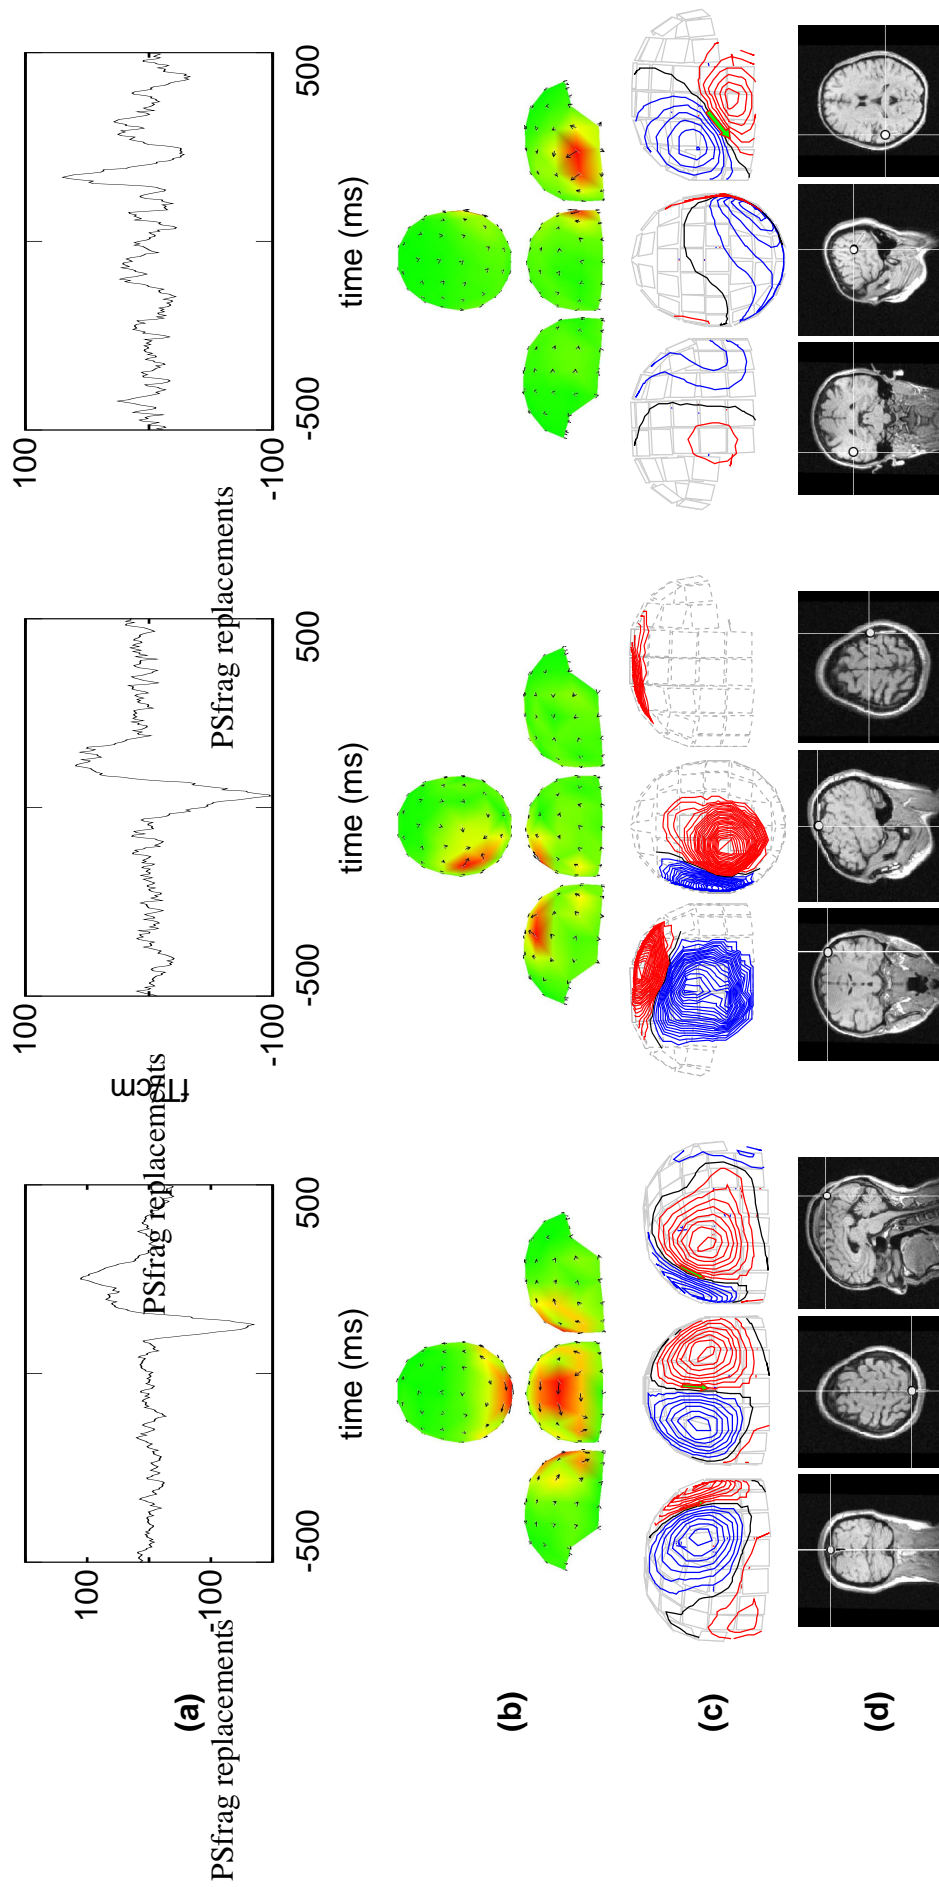 (a)
100
-100
-500
500
time (ms)
PSfrag replacements
PSfrag replacements
fT/cm
100
-100
-500
500
time (ms)
PSfrag replacements
100
-100
-500
500
time (ms)
(b)
(c)
(d)